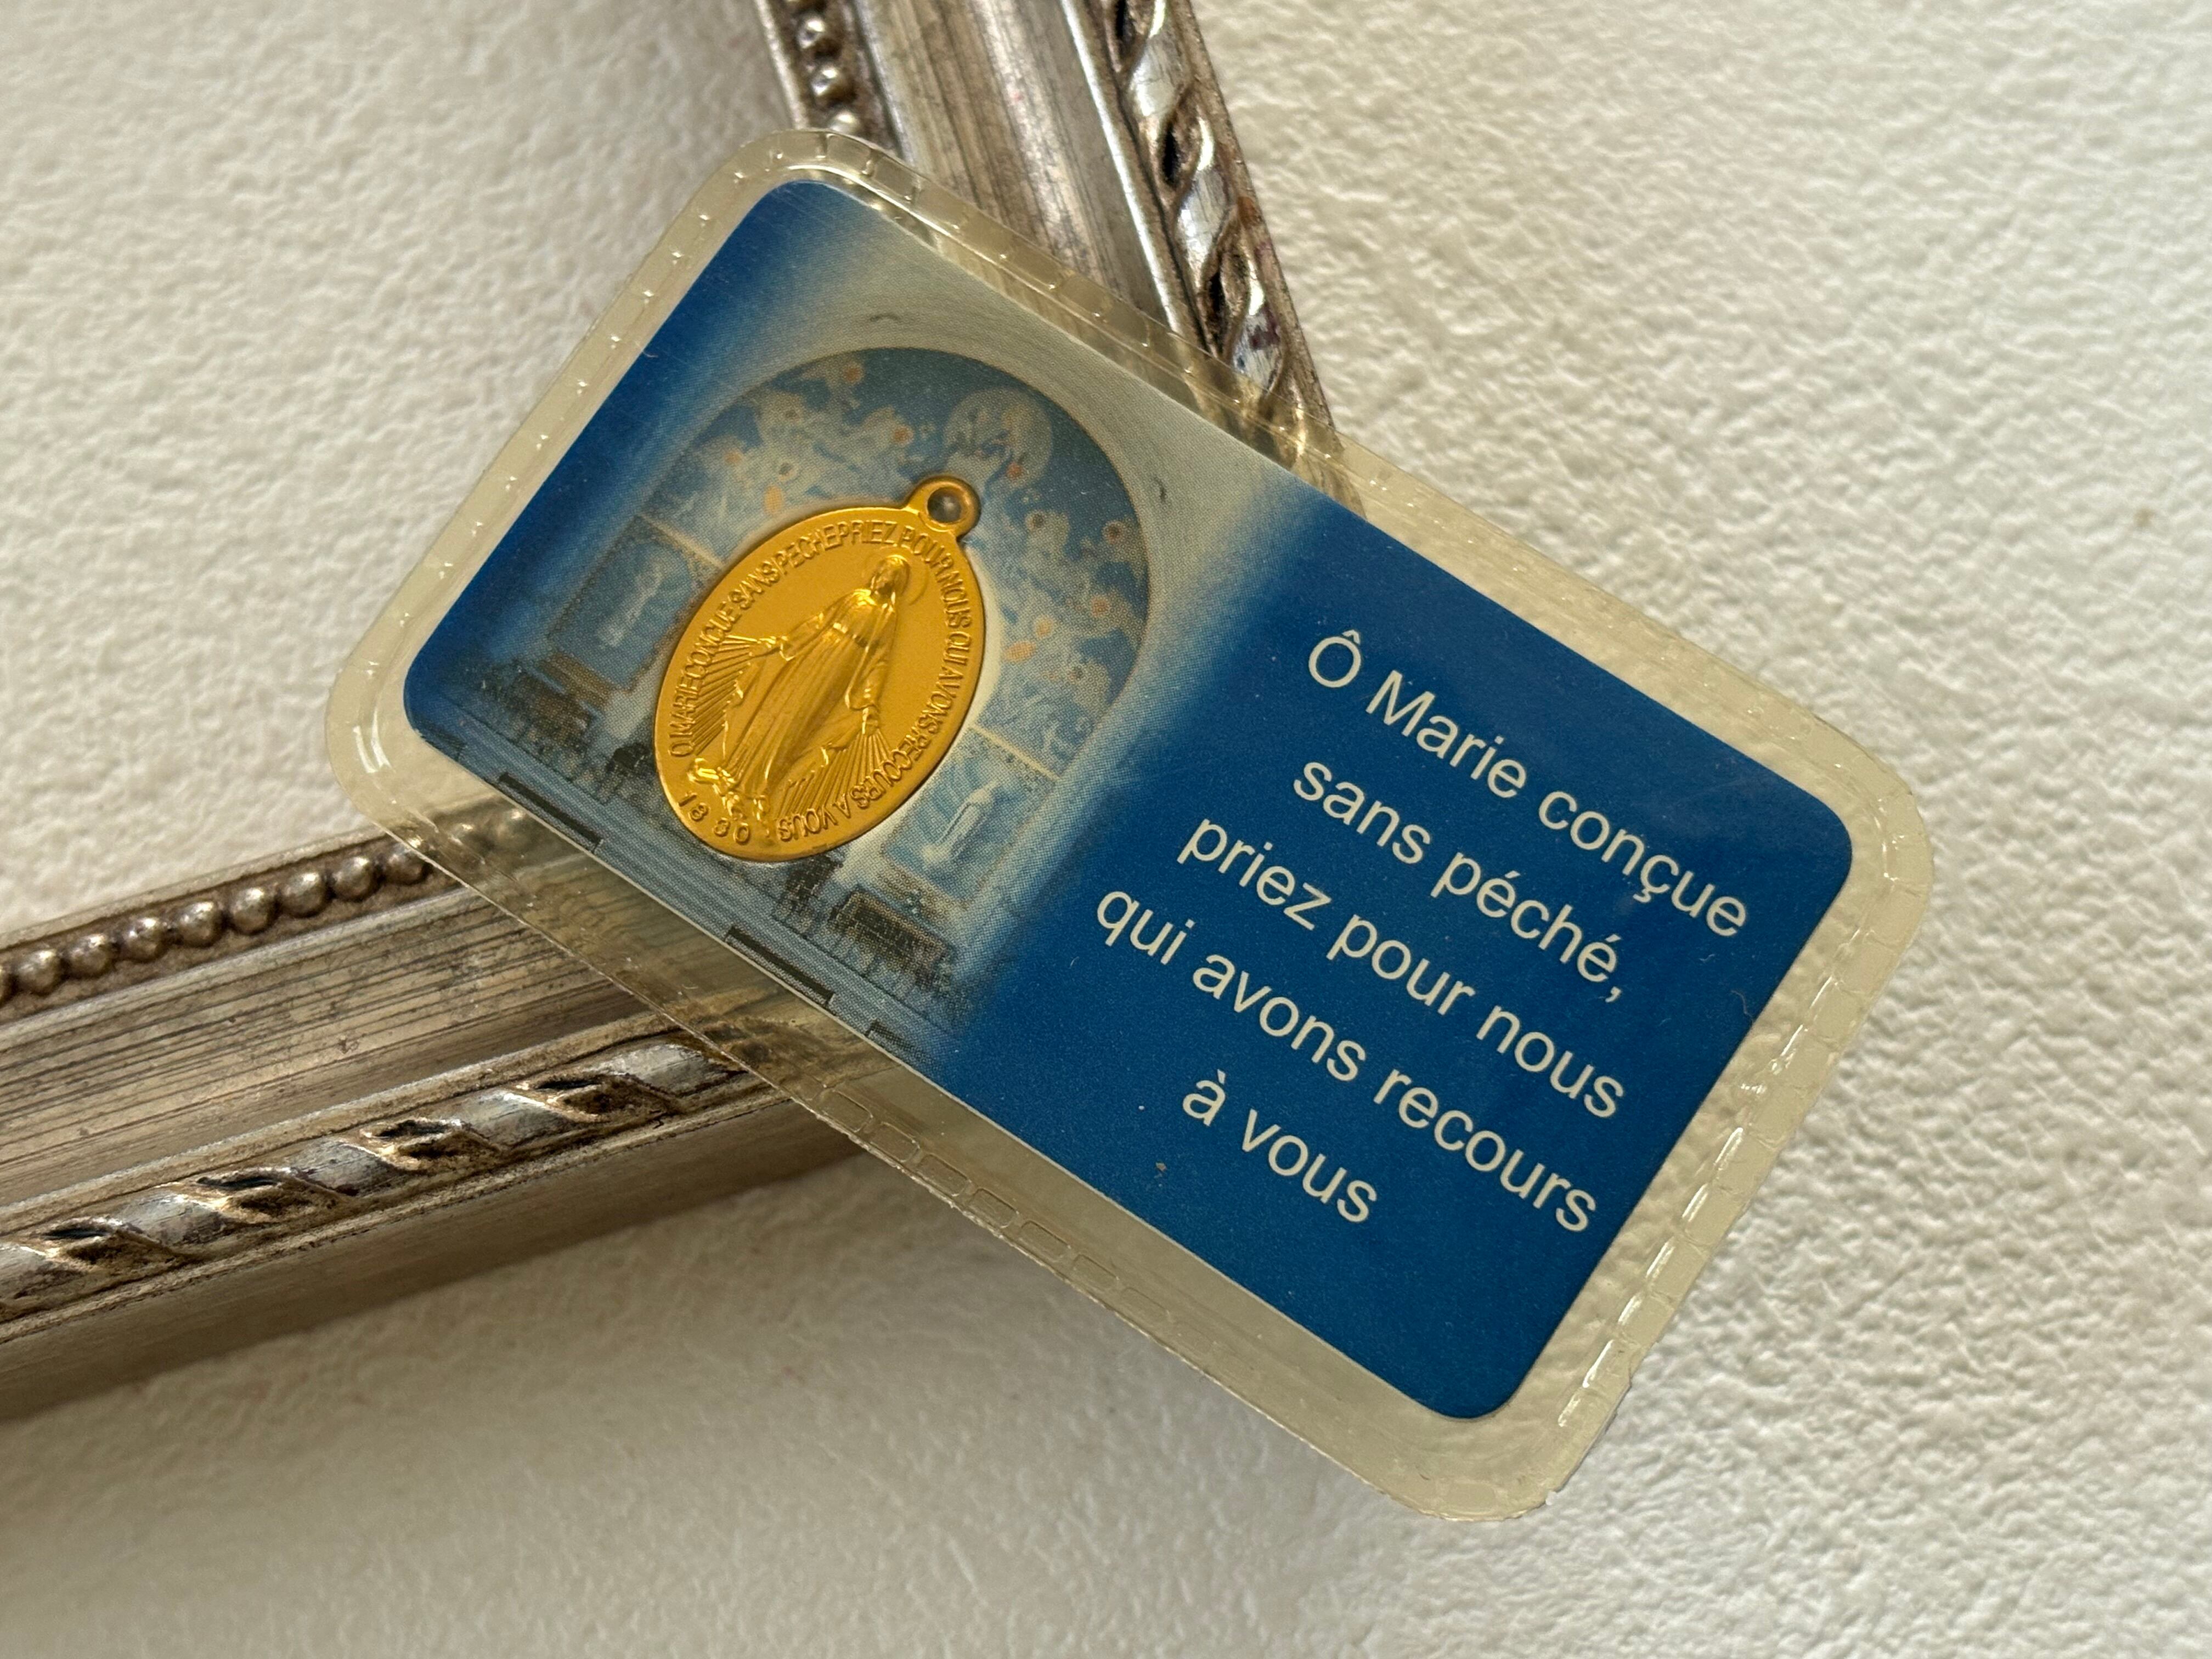 O MARIE CONÇUE SANS PECHE PRIEZ POUR NOUS QUI AVONS RECOURS A VOUS
1830
Ô Marie conçue
sans péché,
priez pour nous
qui avons recours
à vous